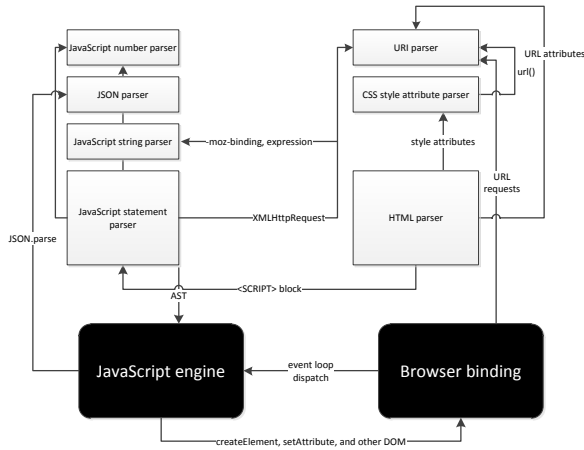 JavaScript number parser
URI parser
URL attributes
url()
JSON parser
CSS style attribute parser
JavaScript string parser
-moz-binding, expression
style attributes
URL
requests
JavaScript statement
parser
XMLHttpRequest
HTML parser
JSON.parse
<SCRIPT> block
AST
JavaScript engine
event loop
dispatch
Browser binding
createElement, setAttribute, and other DOM